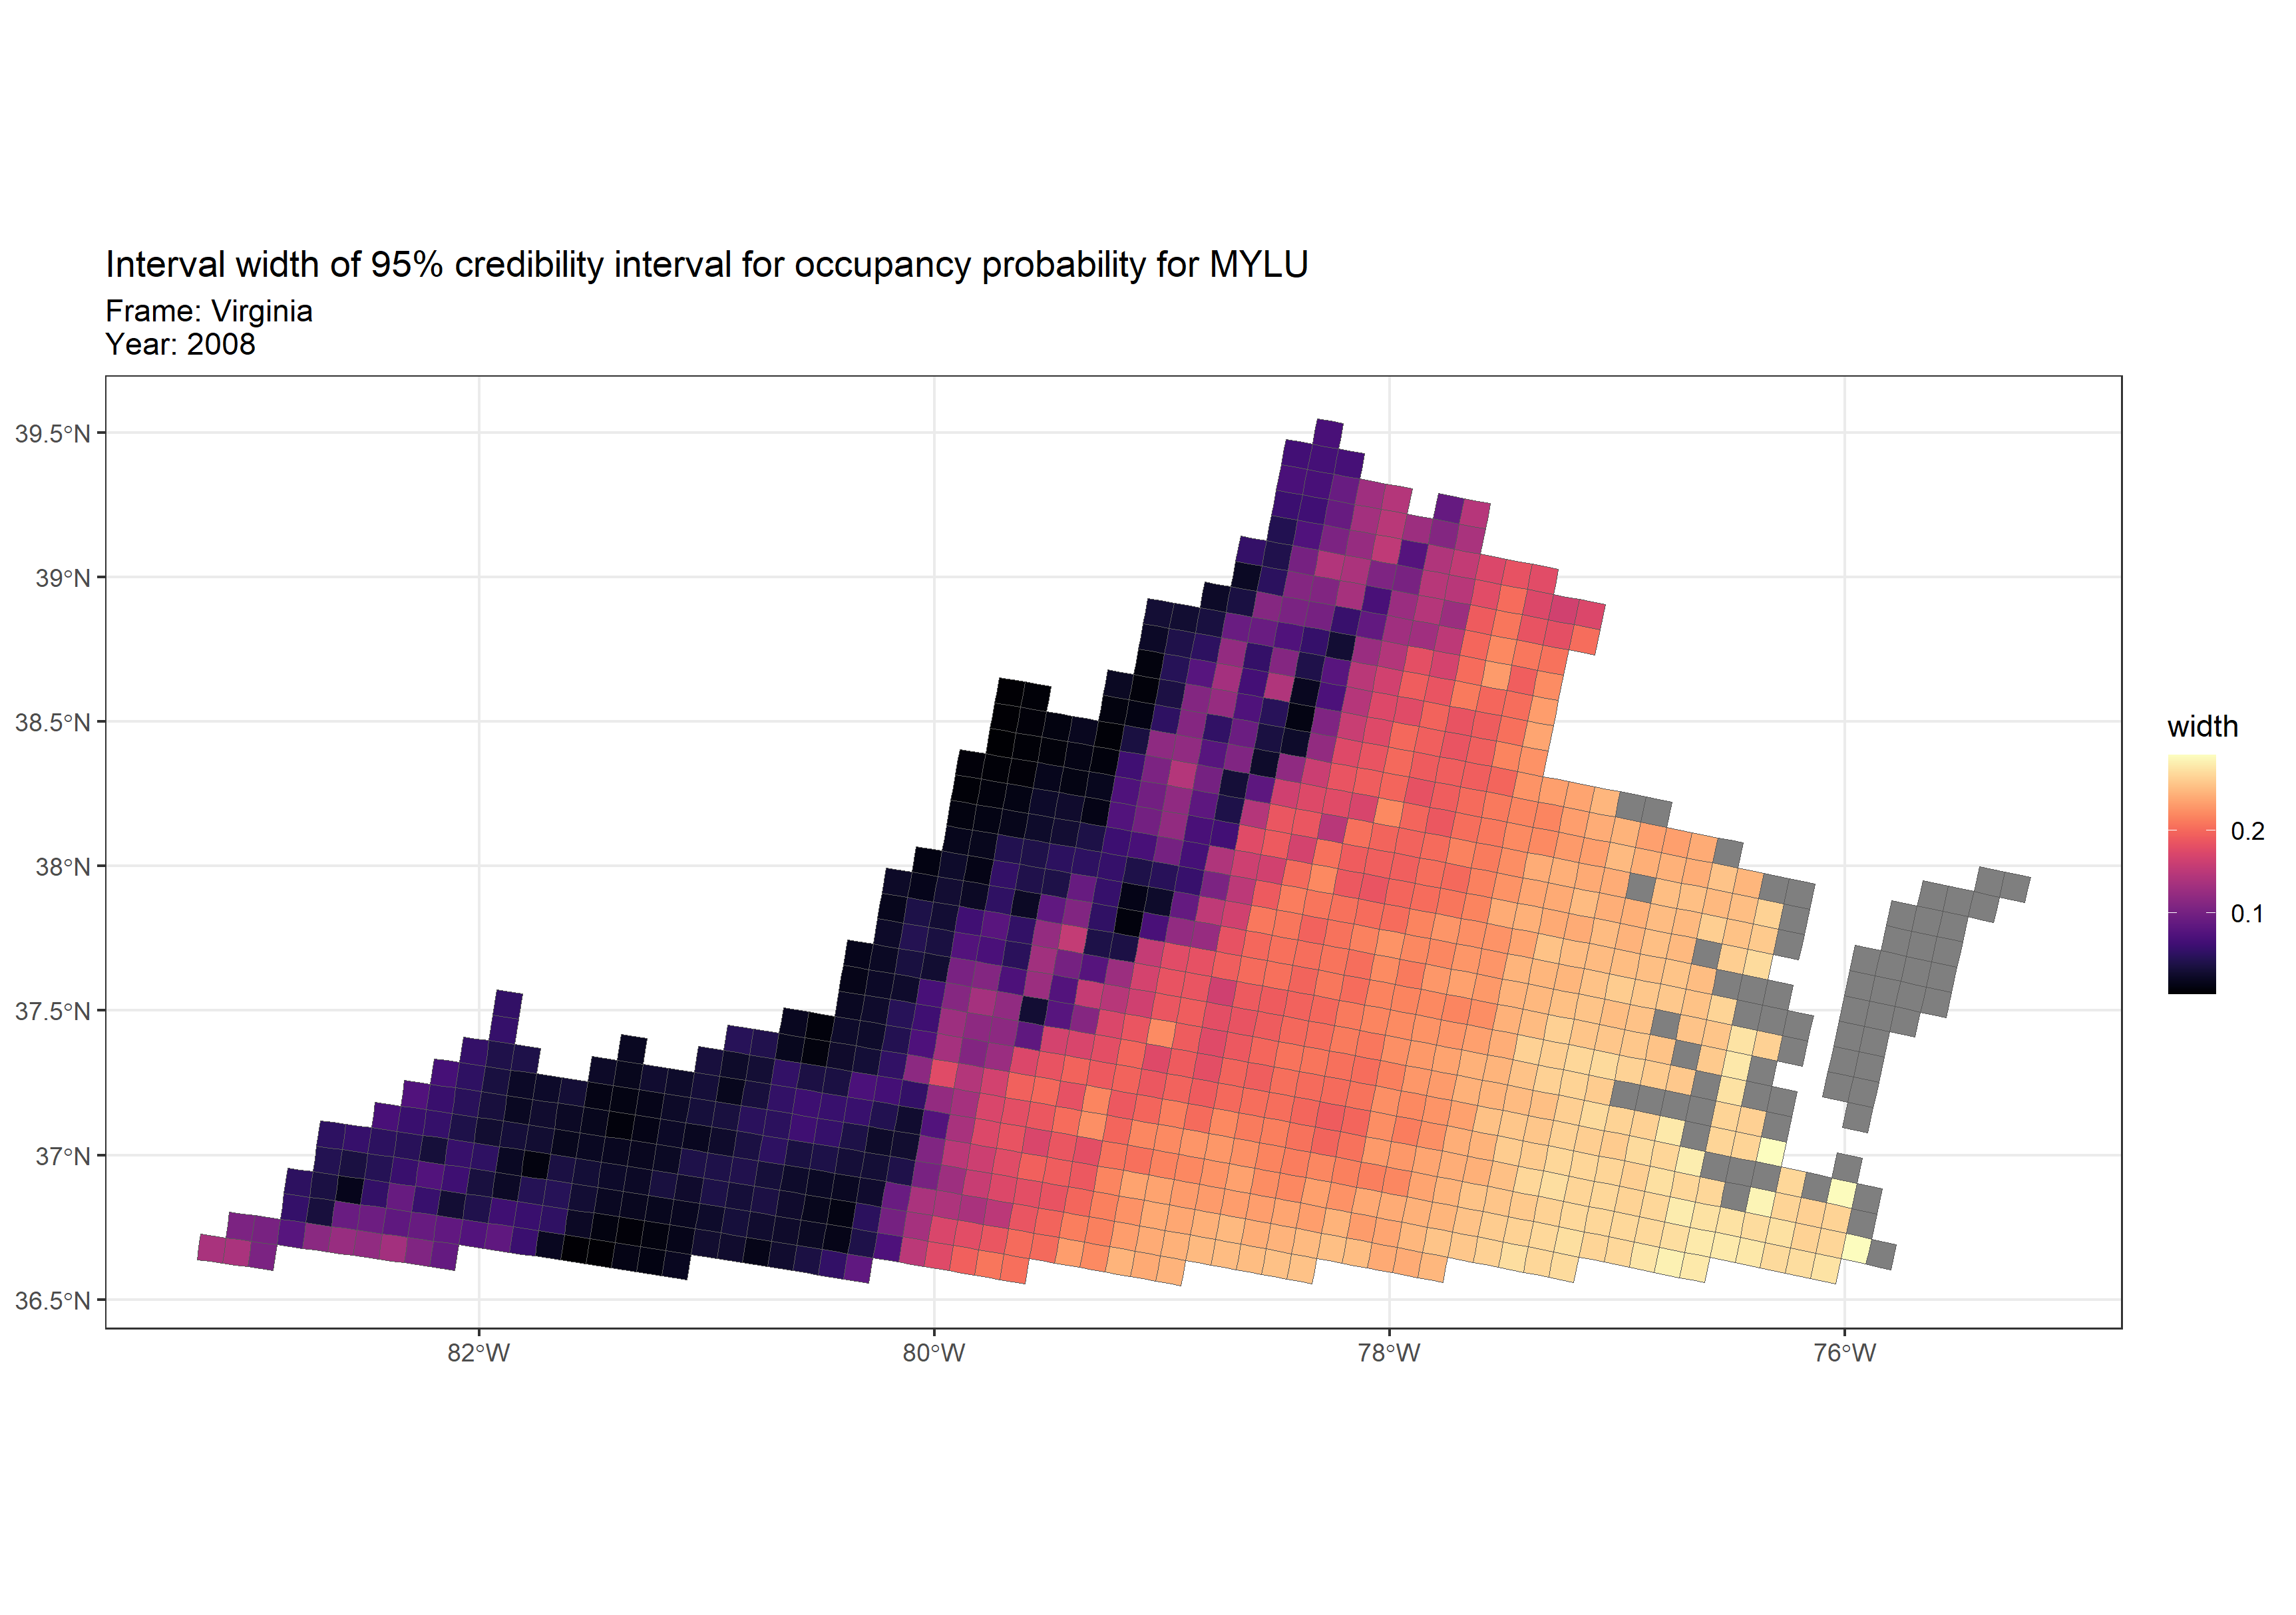 Interval width of 95% credibility interval for occupancy probability for MYLU
Frame: Virginia
Year: 2008
39.5°N
39°N
38.5°N
38°N
37.5°N
37°N
36.5°N
82°W
80°W
78°W
76°W
width
0.2
0.1